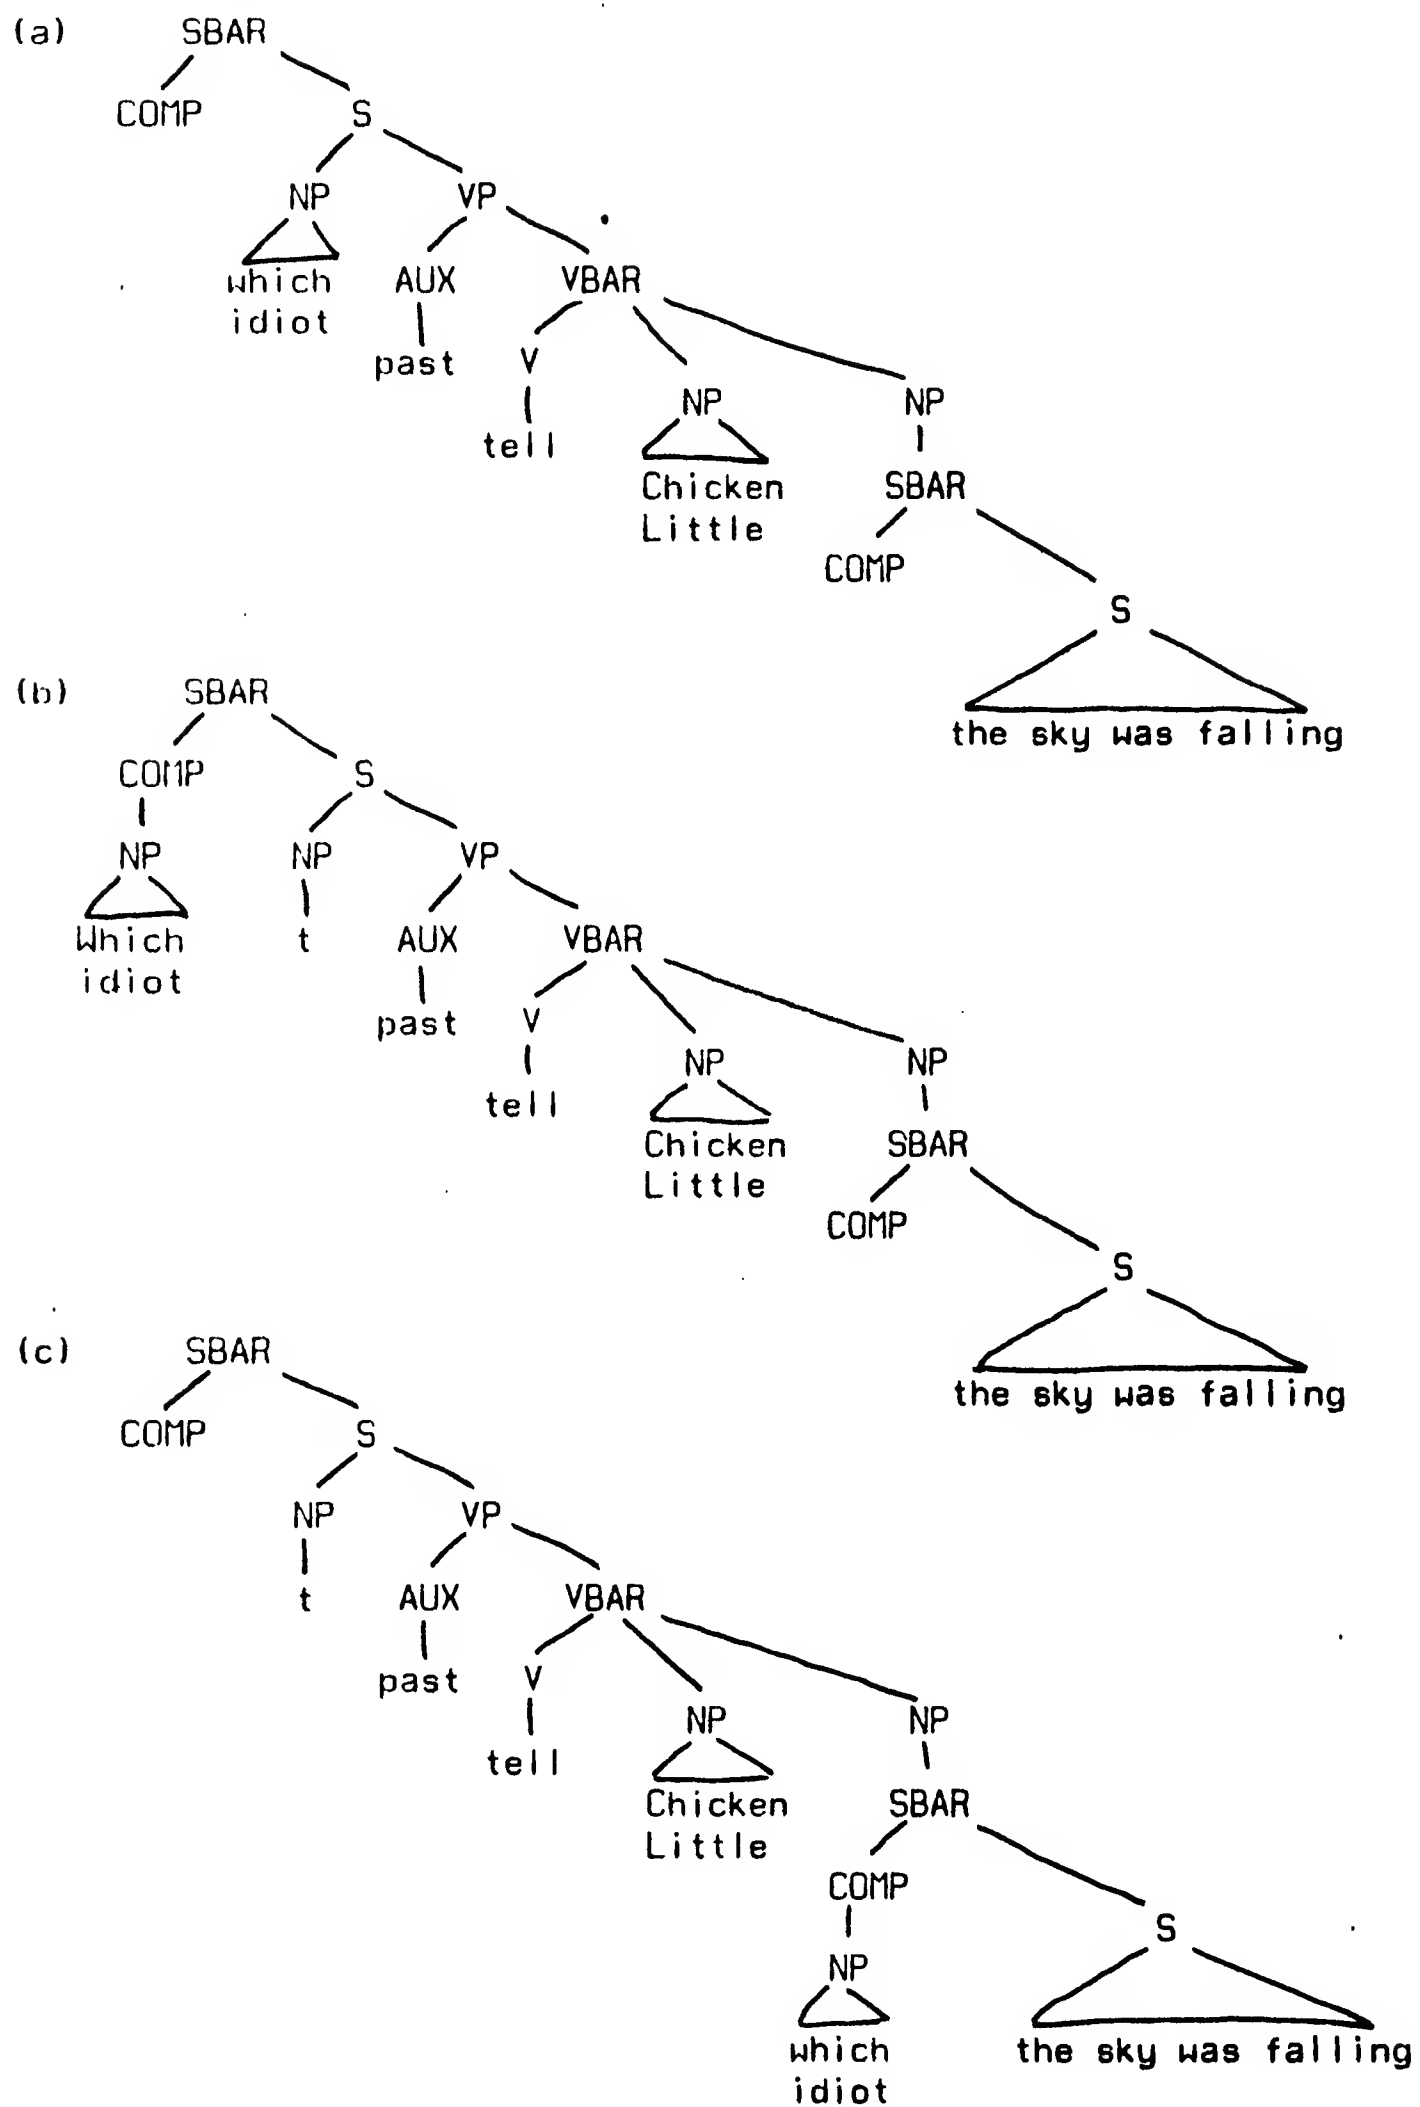 (a) SBAR
COMP S
NP VP
which AUX VBAR
idiot
past V
NP NP
tell
Chicken SBAR
Little
COMP
S
the sky was falling
(b) SBAR
COMP S
NP NP VP
Which t AUX VBAR
idiot
past V
NP NP
tell
Chicken SBAR
Little
COMP
S
the sky was falling
(c) SBAR
COMP S
NP VP
t AUX VBAR
past V
NP NP
tell
Chicken SBAR
Little
COMP
S
NP
which the sky was falling
idiot